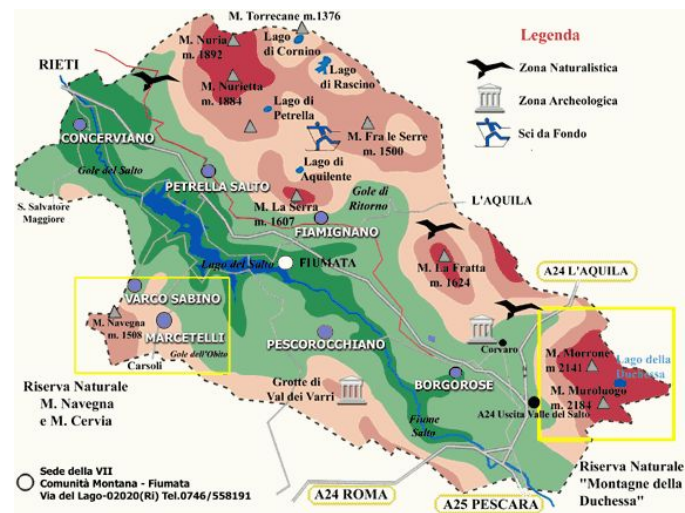 M. Torrecane m.1376
M. Nuria
m. 1892
Lago
di Cornino
Legenda
RIETI
Lago
di Rascino
Zona Naturalistica
M. Nurietta
m. 1884
Lago di
Petrella
Zona Archeologica
CONCERVIANO
M. Fra le Serre
m. 1500
Sci da Fondo
Gole del Salto
Lago di
Aquilente
PETRELLA SALTO
Gole di
Ritorno
S. Salvatore
Maggiore
M. La Serra
m. 1607
L'AQUILA
FIAMIGNANO
Lago del Salto
FIUMATA
M. La Fratta
m. 1624
A24 L'AQUILA
VARGO SABINO
M. Navegna
m. 1508
MARCETELLI
Gole dell'Obito
Carsoli
PESCOROCCHIANO
Corvaro
M. Morrone
m 2141
Lago della
Duchessa
Riserva Naturale
M. Navegna
e M. Cervia
Grotte di
Val dei Varri
BORGOROSE
M. Muroluogo
m. 2184
A24 Uscita Valle del Salto
Fiume
Salto
Sede della VII
Comunità Montana - Fiumata
Via del Lago-02020(Ri) Tel.0746/558191
A24 ROMA
A25 PESCARA
Riserva Naturale
"Montagne della
Duchessa"